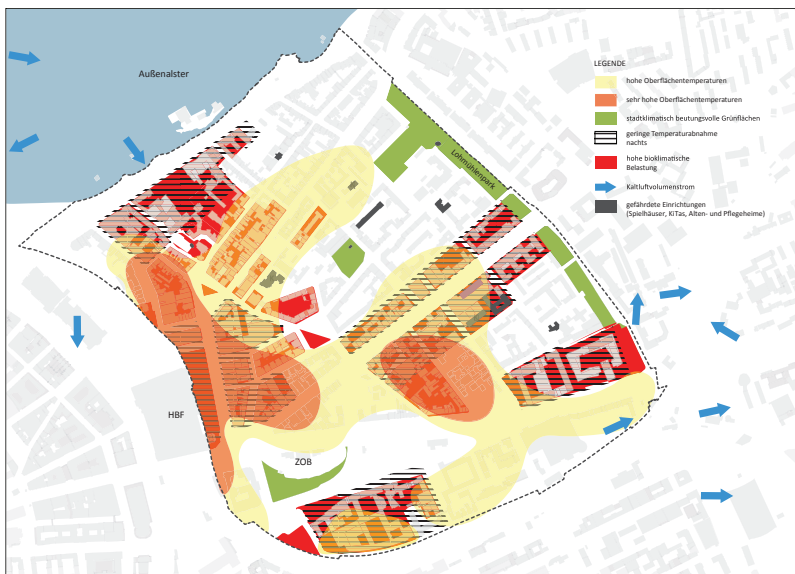 Außenalster
LEGENDE
hohe Oberflächentemperaturen
sehr hohe Oberflächentemperaturen
stadtklimatisch beutungsvolle Grünflächen
geringe Temperaturabnahme
nachts
hohe bioklimatische
Belastung
Kaltluftvolumenstrom
gefährdete Einrichtungen
(Spielhäuser, KiTas, Alten- und Pflegeheime)
Lohmühlenpark
HBF
ZOB